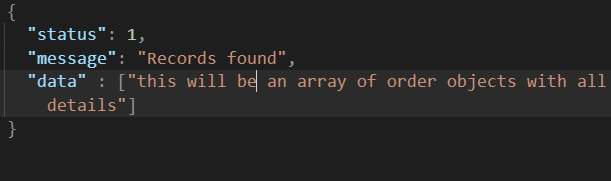 {
"status": 1,
"message": "Records found",
"data" : ["this will be an array of order objects with all
details"]
}